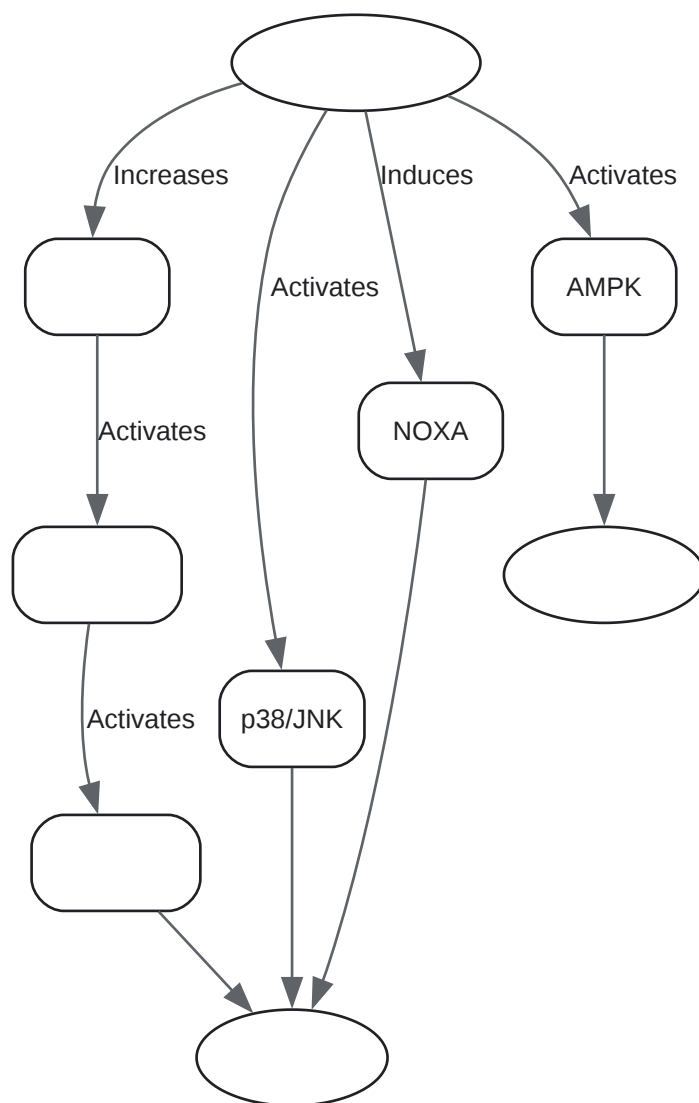 Increases
Induces
Activates
Activates
AMPK
Activates
NOXA
Activates
p38/JNK